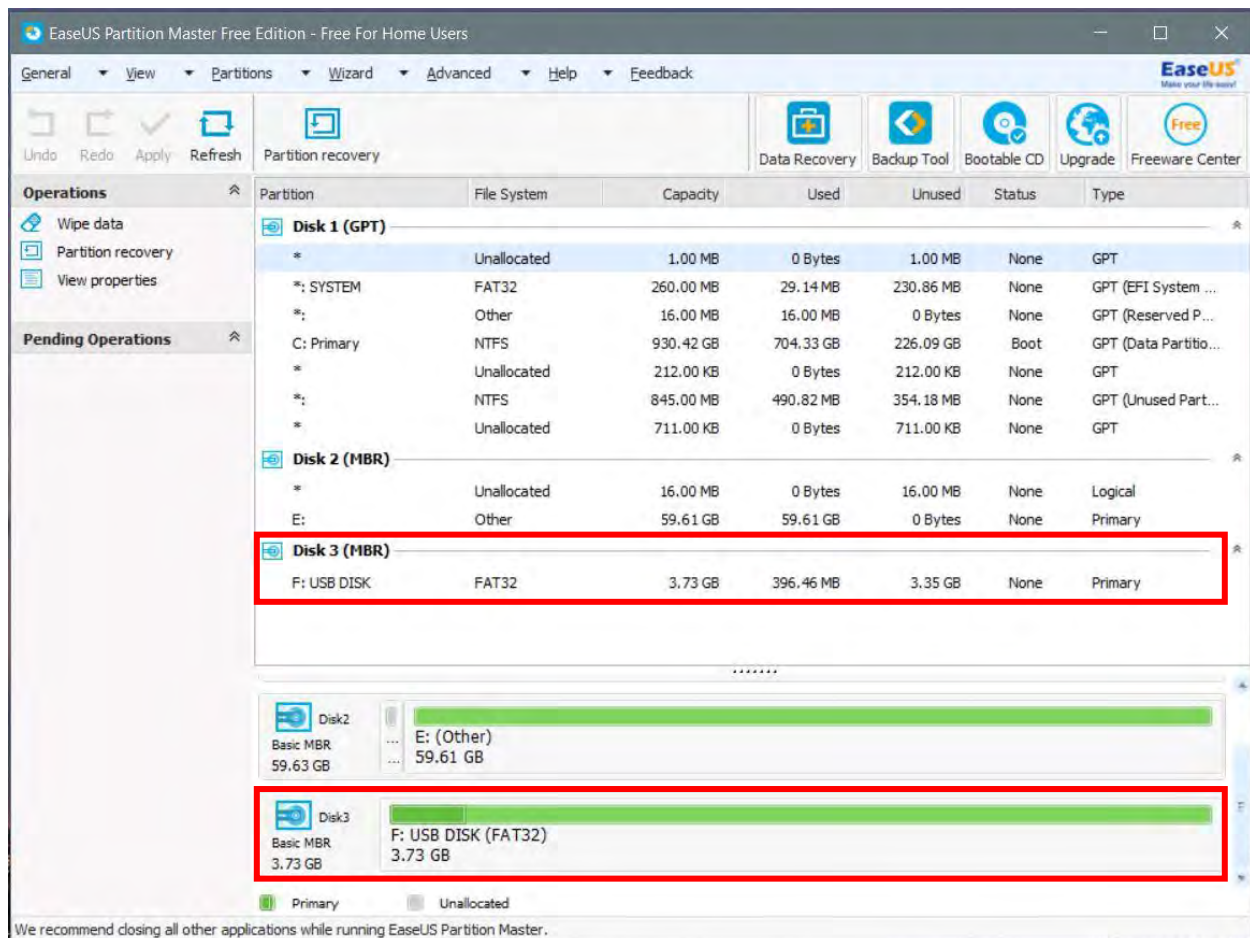 EaseUS Partition Master Free Edition - Free For Home Users
General View Partitions Wizard Advanced Help Feedback
EaseUS
Make your life easy!
Undo Redo Apply Refresh Partition recovery Data Recovery Backup Tool Bootable CD Upgrade Free Freeware Center
Operations Partition File System Capacity Used Unused Status Type
Wipe data
Partition recovery
View properties
Pending Operations
Disk 1 (GPT)
* Unallocated 1.00 MB 0 Bytes 1.00 MB None GPT
*: SYSTEM FAT32 260.00 MB 29.14 MB 230.86 MB None GPT (EFI System ...
*: Other 16.00 MB 16.00 MB 0 Bytes None GPT (Reserved P...
C: Primary NTFS 930.42 GB 704.33 GB 226.09 GB Boot GPT (Data Partitio...
* Unallocated 212.00 KB 0 Bytes 212.00 KB None GPT
*: NTFS 845.00 MB 490.82 MB 354.18 MB None GPT (Unused Part...
* Unallocated 711.00 KB 0 Bytes 711.00 KB None GPT
Disk 2 (MBR)
* Unallocated 16.00 MB 0 Bytes 16.00 MB None Logical
E: Other 59.61 GB 59.61 GB 0 Bytes None Primary
Disk 3 (MBR)
F: USB DISK FAT32 3.73 GB 396.46 MB 3.35 GB None Primary
Disk2
Basic MBR
59.63 GB
... E: (Other)
... 59.61 GB
Disk3
Basic MBR
3.73 GB
F: USB DISK (FAT32)
3.73 GB
Primary Unallocated
We recommend closing all other applications while running EaseUS Partition Master.